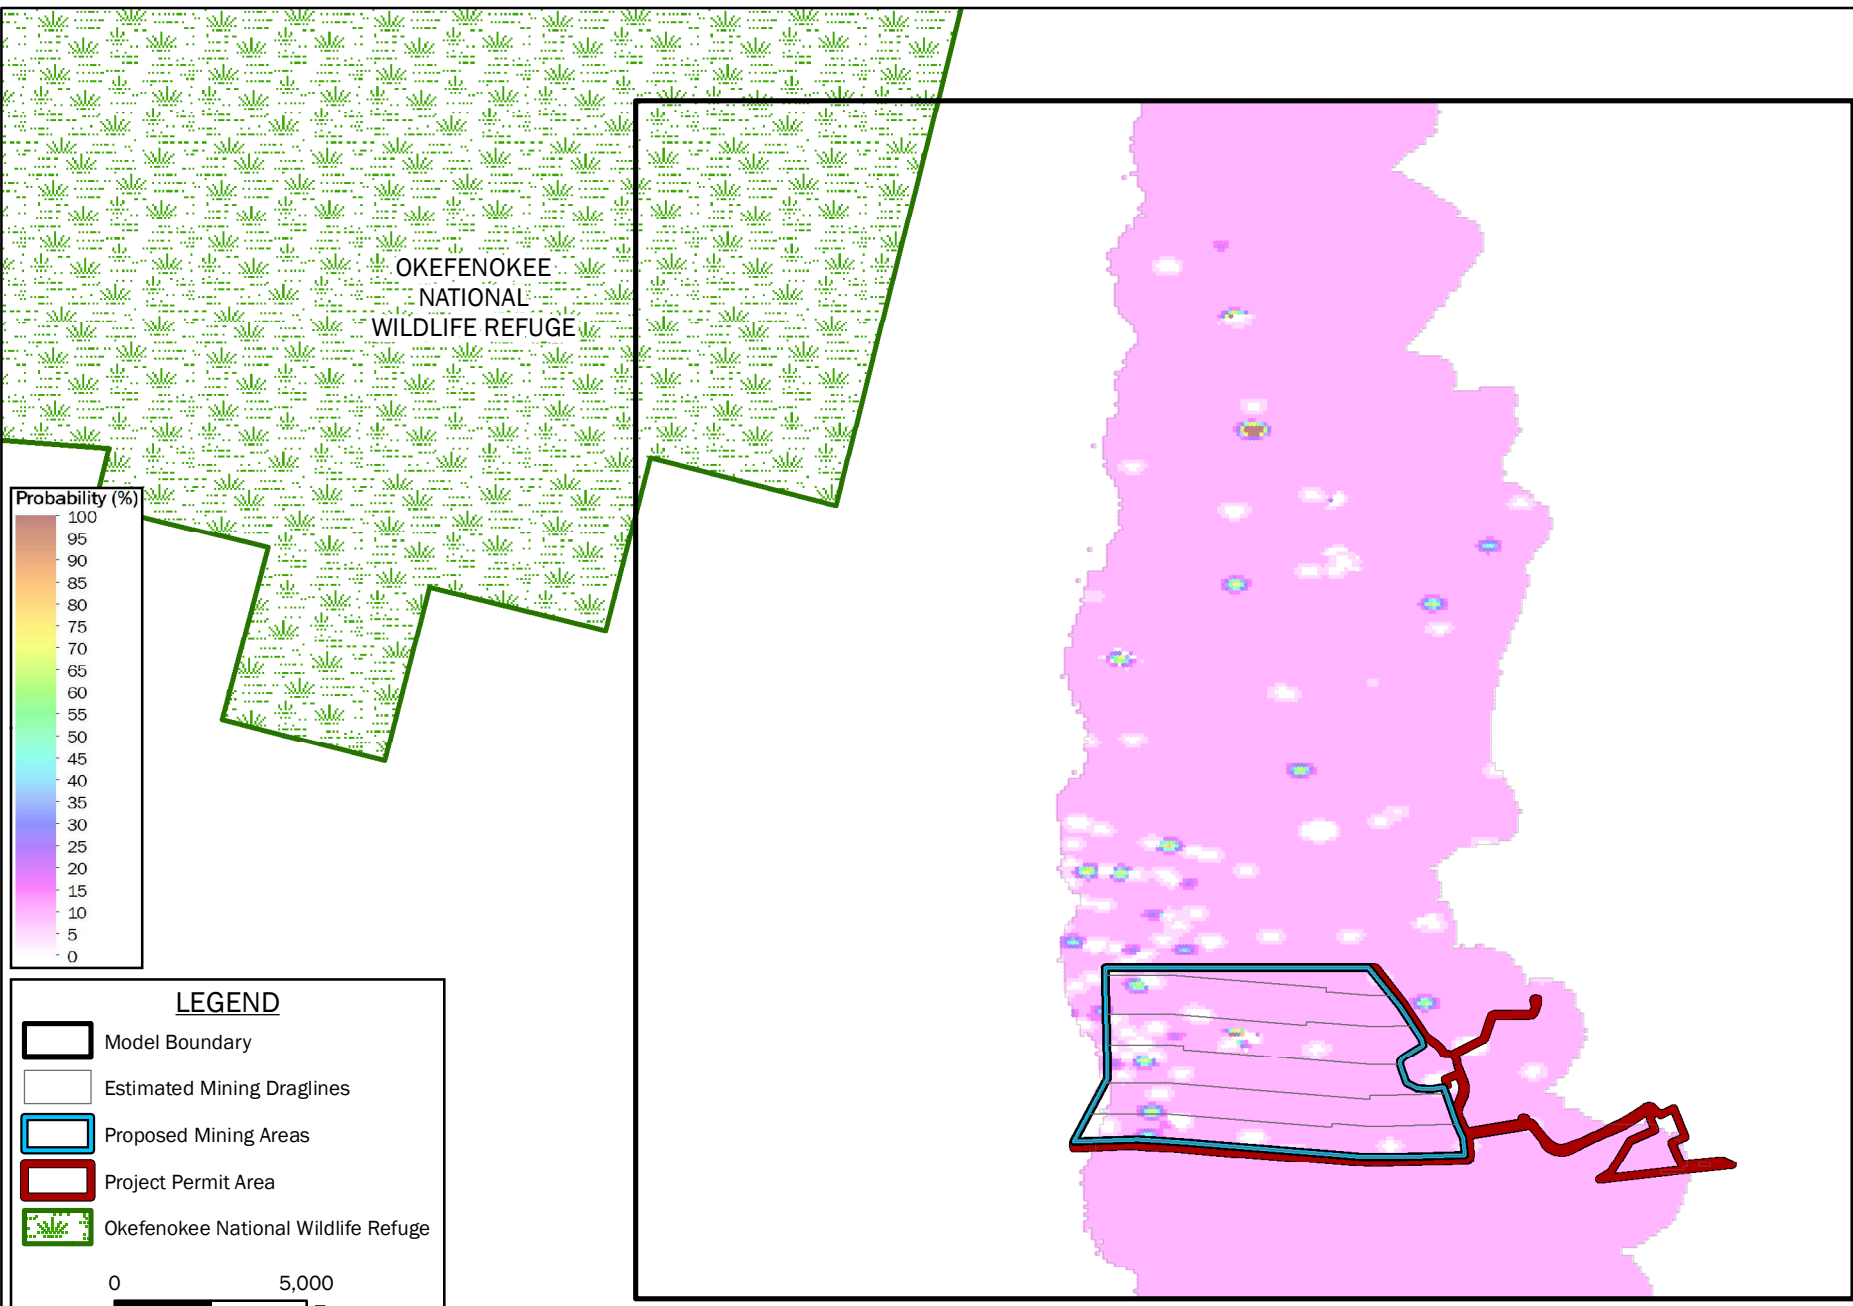 OKEFENOKEE
NATIONAL
WILDLIFE REFUGE
Probability (%)
100
95
90
85
80
75
70
65
60
55
50
45
40
35
30
25
20
15
10
5
0
LEGEND
Model Boundary
Estimated Mining Draglines
Proposed Mining Areas
Project Permit Area
Okefenokee National Wildlife Refuge
0 5,000